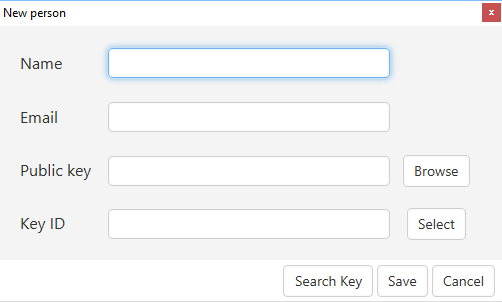 New person
x
Name
Email
Public key
Browse
Key ID
Select
Search Key Save Cancel